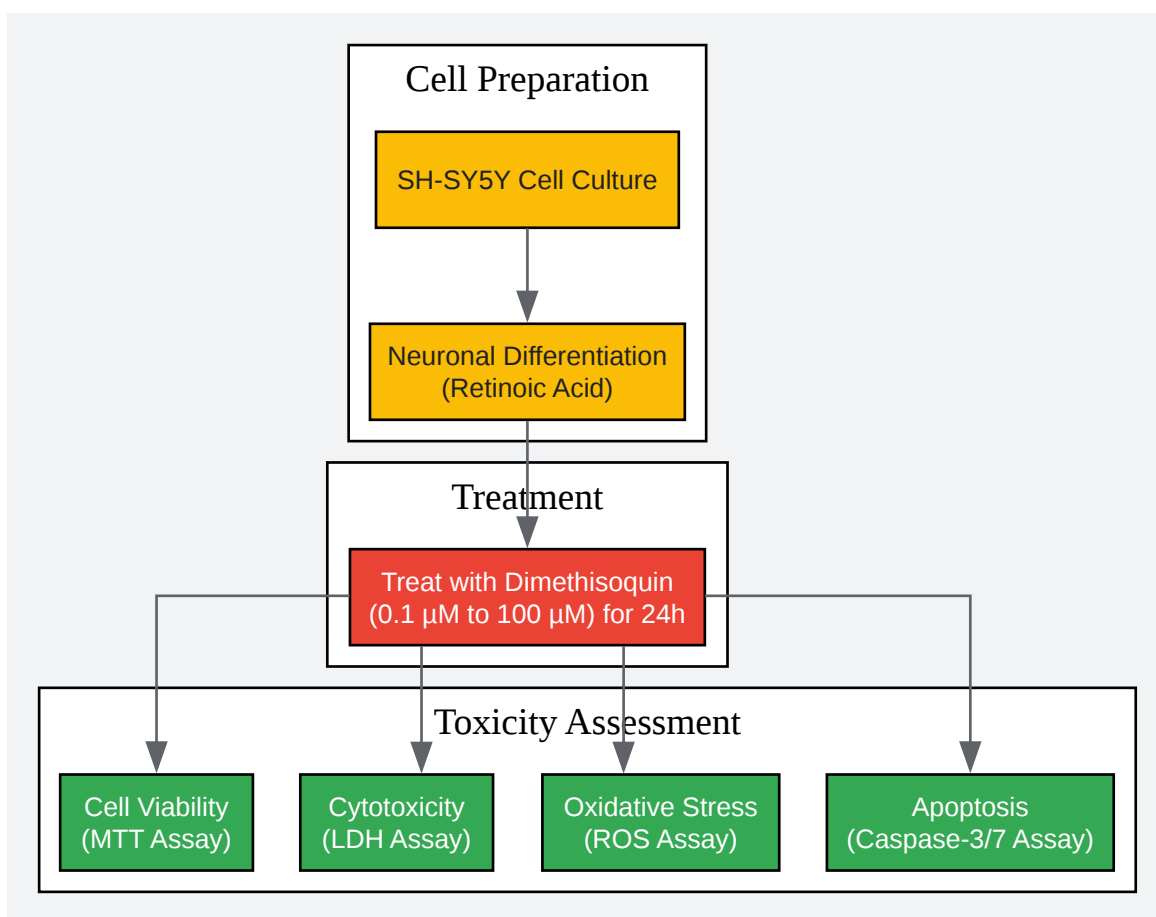 Cell Preparation
SH-SY5Y Cell Culture
Neuronal Differentiation
(Retinoic Acid)
Treatment
Treat with Dimethisoquin
(0.1 µM to 100 µM) for 24h
Toxicity Assessment
Cell Viability
(MTT Assay)
Cytotoxicity
(LDH Assay)
Oxidative Stress
(ROS Assay)
Apoptosis
(Caspase-3/7 Assay)